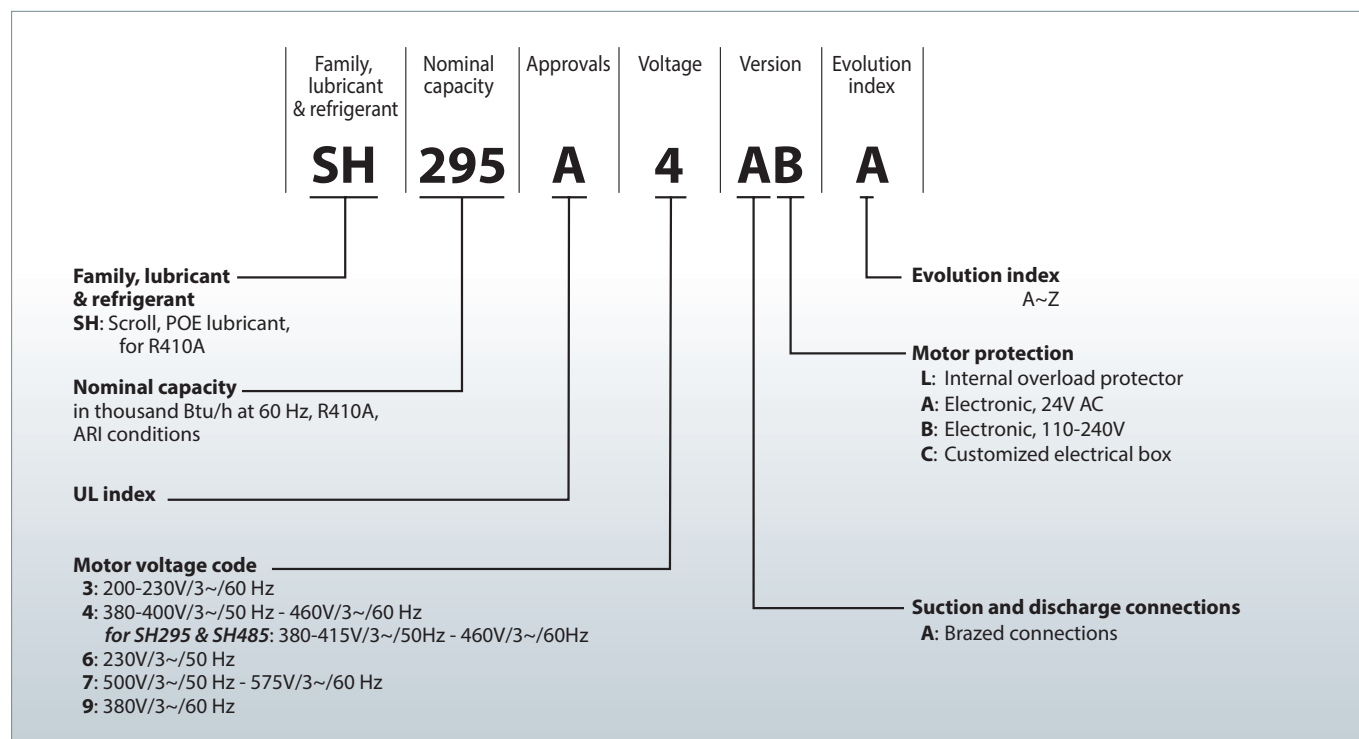 Family,
lubricant
& refrigerant
Nominal
capacity
Approvals
Voltage
Version
Evolution
index
SH 295 A 4 AB A
Family, lubricant
& refrigerant
SH: Scroll, POE lubricant,
for R410A
Nominal capacity
in thousand Btu/h at 60 Hz, R410A,
ARI conditions
UL index
Motor voltage code
3: 200-230V/3~/60 Hz
4: 380-400V/3~/50 Hz - 460V/3~/60 Hz
for SH295 & SH485: 380-415V/3~/50Hz - 460V/3~/60Hz
6: 230V/3~/50 Hz
7: 500V/3~/50 Hz - 575V/3~/60 Hz
9: 380V/3~/60 Hz
Evolution index
A~Z
Motor protection
L: Internal overload protector
A: Electronic, 24V AC
B: Electronic, 110-240V
C: Customized electrical box
Suction and discharge connections
A: Brazed connections